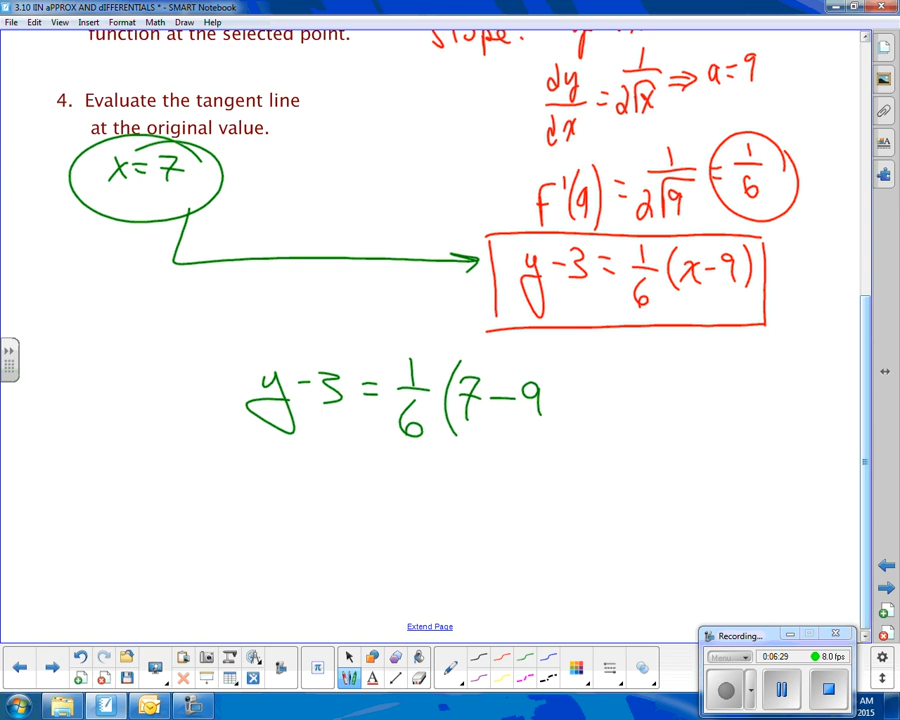 3.10 lIN aPPROX AND dIFFERENTIALS * - SMART Notebook
File Edit View Insert Format Math Draw Help
function at the selected point.
slope:
dy/dx = 1/2√x ⇒ a=9
4. Evaluate the tangent line
at the original value.
x=7
F'(9) = 1/2√9 = 1/6
y-3 = 1/6 (x-9)
y-3 = 1/6 (7-9
Extend Page
Recording...
Menu
0:06:29
8.0 fps
AM
2015